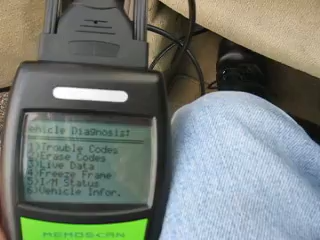 ehicle Diagnosis:
1)Trouble Codes
2)Erase Codes
3)Live Data
4)Freeze Frame
5)I-M Status
6)Vehicle Infor.
MEMOSCAN